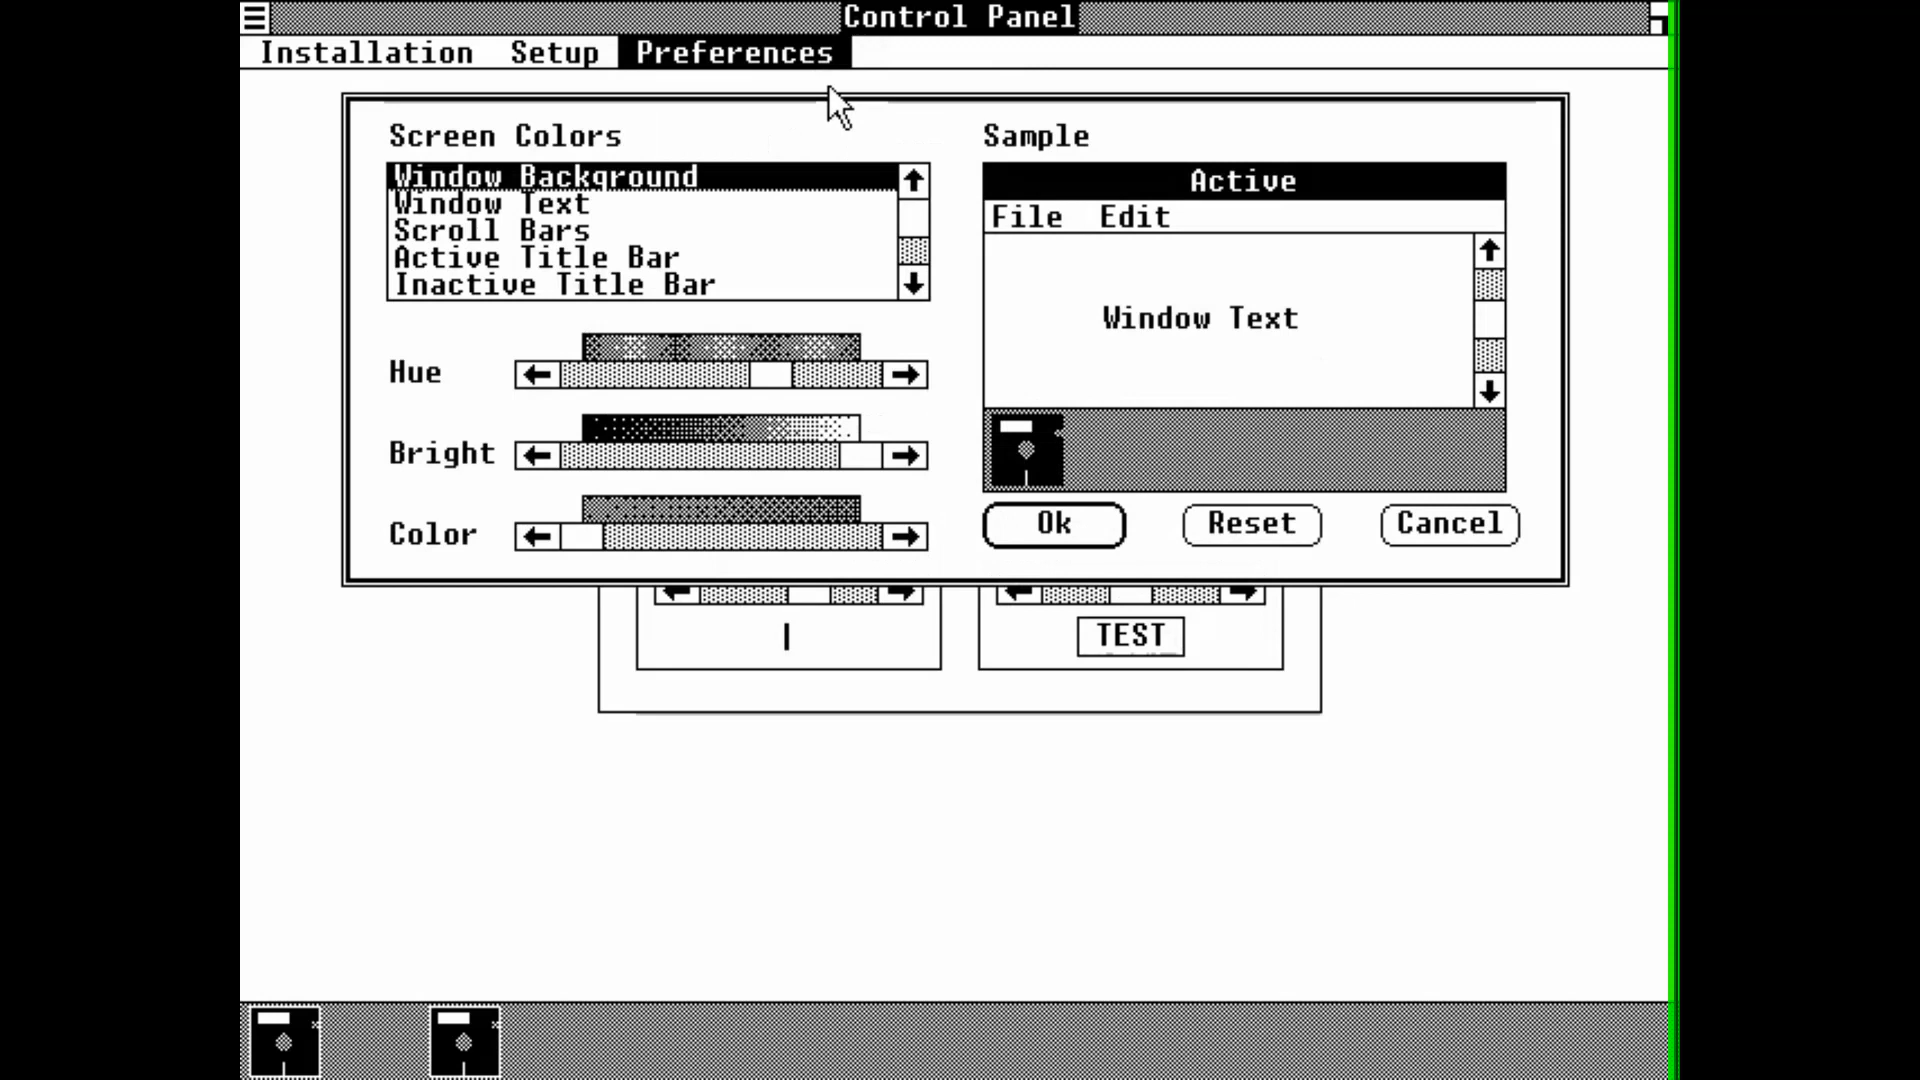 Control Panel
Installation Setup Preferences
Screen Colors
Window Background
Window Text
Scroll Bars
Active Title Bar
Inactive Title Bar
Hue
Bright
Color
Sample
Active
File Edit
Window Text
Ok Reset Cancel
TEST